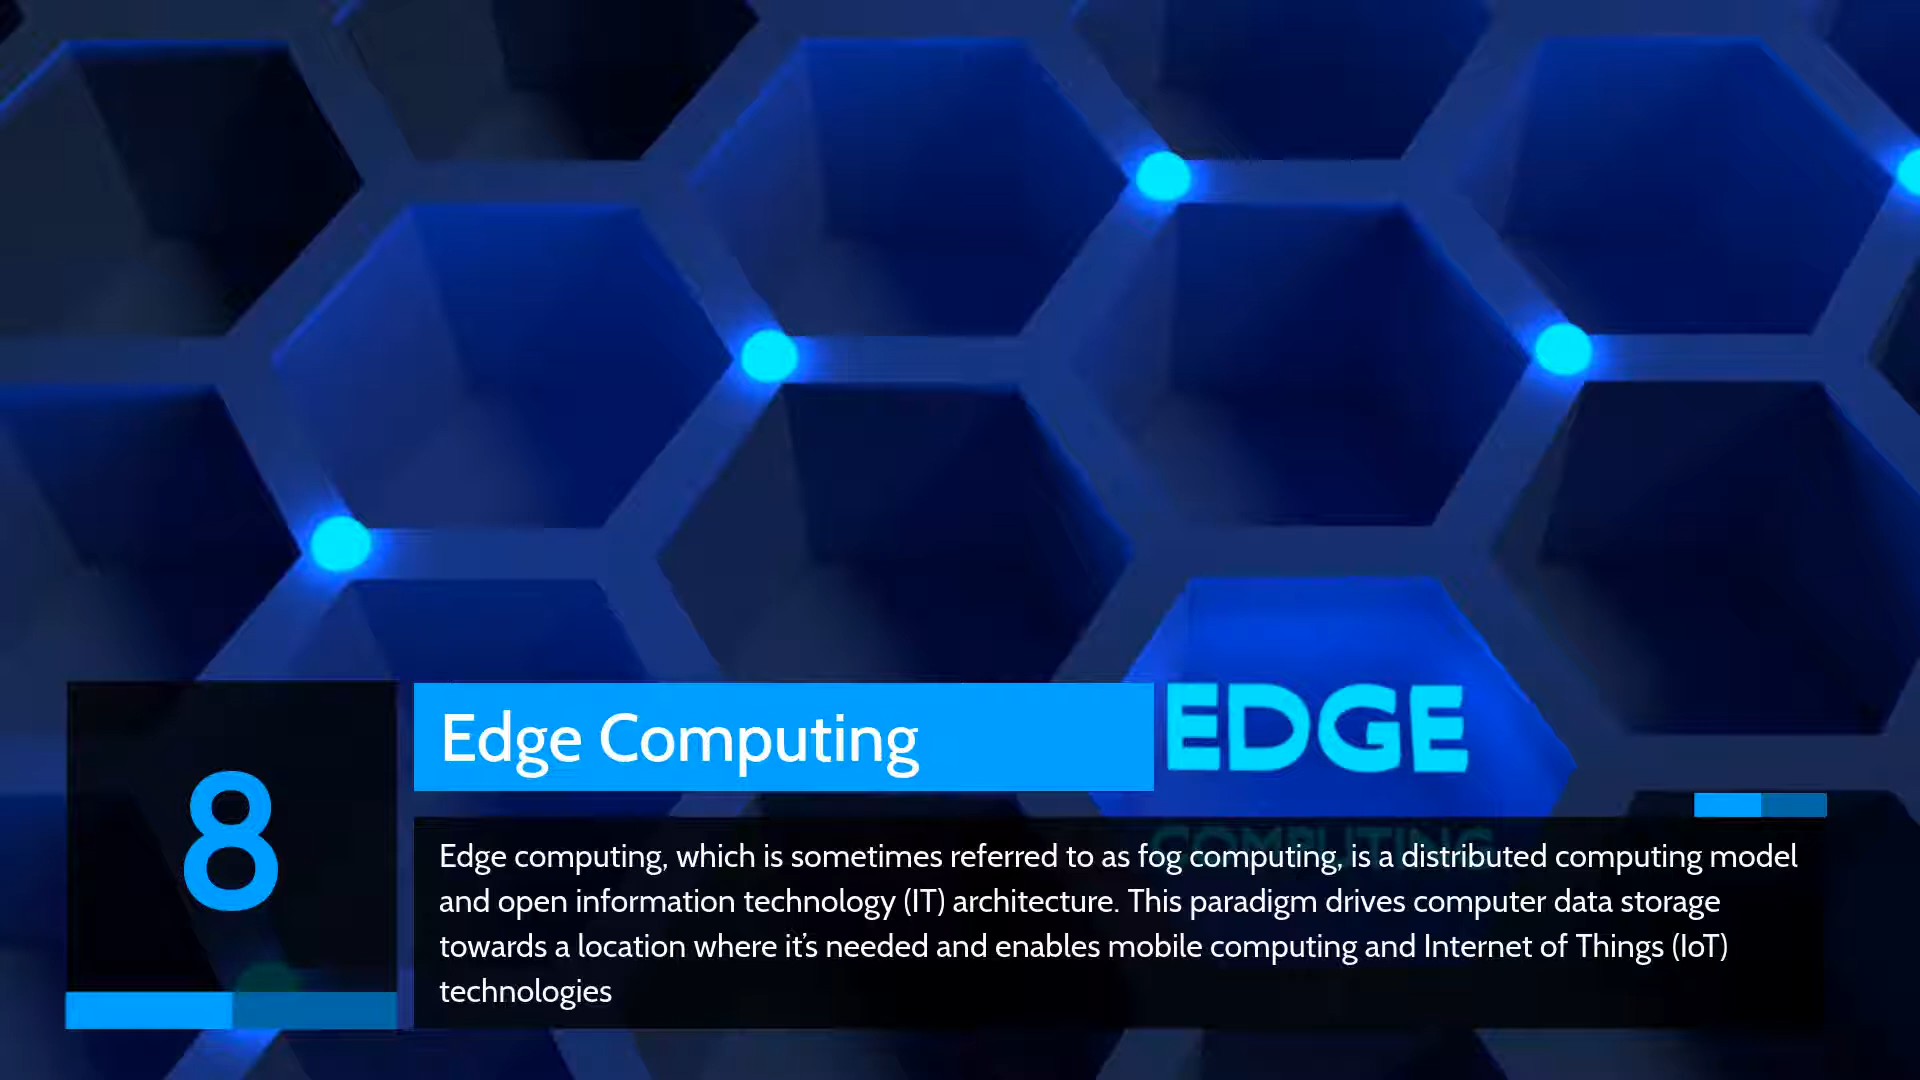 8
Edge Computing
EDGE
COMPUTING
Edge computing, which is sometimes referred to as fog computing, is a distributed computing model
and open information technology (IT) architecture. This paradigm drives computer data storage
towards a location where it’s needed and enables mobile computing and Internet of Things (IoT)
technologies